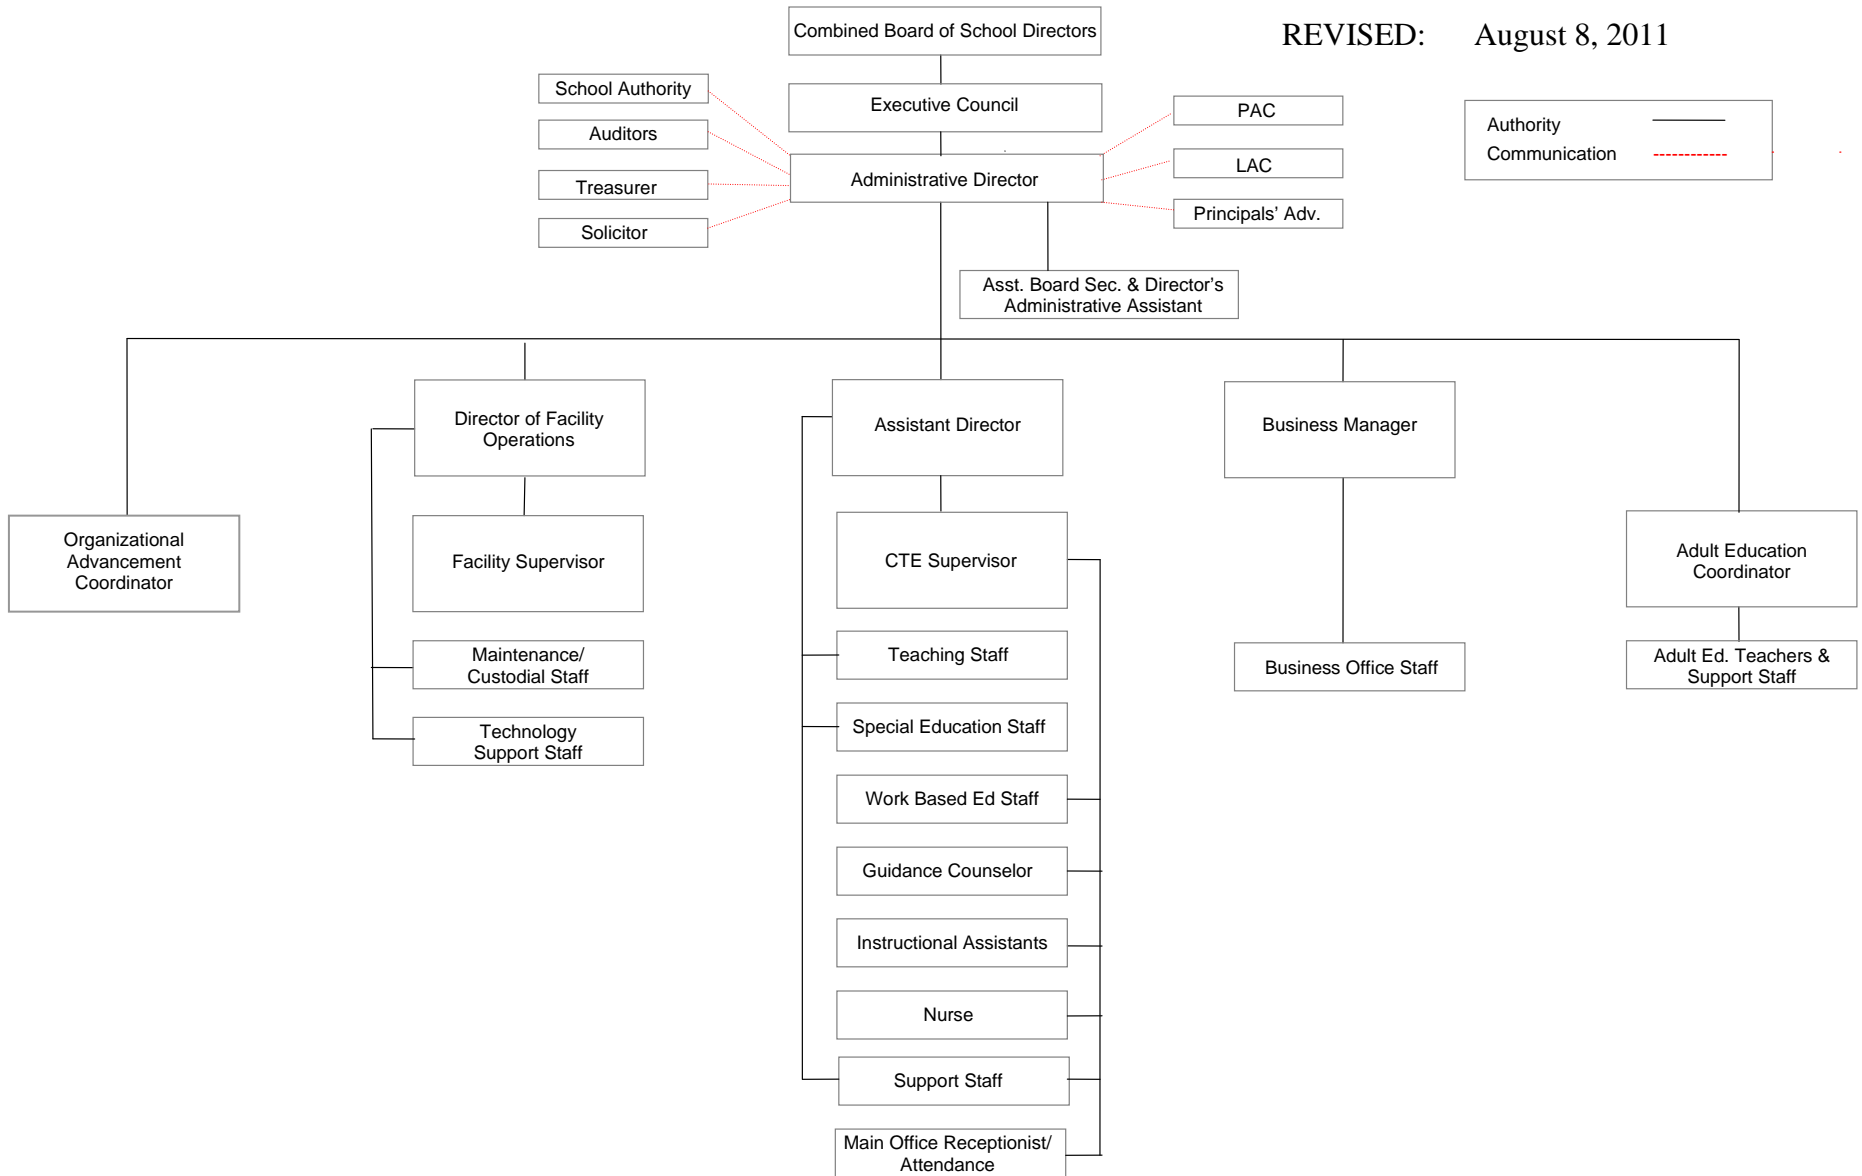 Combined Board of School Directors
REVISED: August 8, 2011
School Authority
Executive Council
PAC
Authority
Auditors
Communication
LAC
Treasurer
Administrative Director
Principals’ Adv.
Solicitor
Asst. Board Sec. & Director’s
Administrative Assistant
Director of Facility
Operations
Assistant Director
Business Manager
Organizational
Advancement
Coordinator
Facility Supervisor
CTE Supervisor
Adult Education
Coordinator
Maintenance/
Custodial Staff
Teaching Staff
Business Office Staff
Adult Ed. Teachers &
Support Staff
Technology
Support Staff
Special Education Staff
Work Based Ed Staff
Guidance Counselor
Instructional Assistants
Nurse
Support Staff
Main Office Receptionist/
Attendance